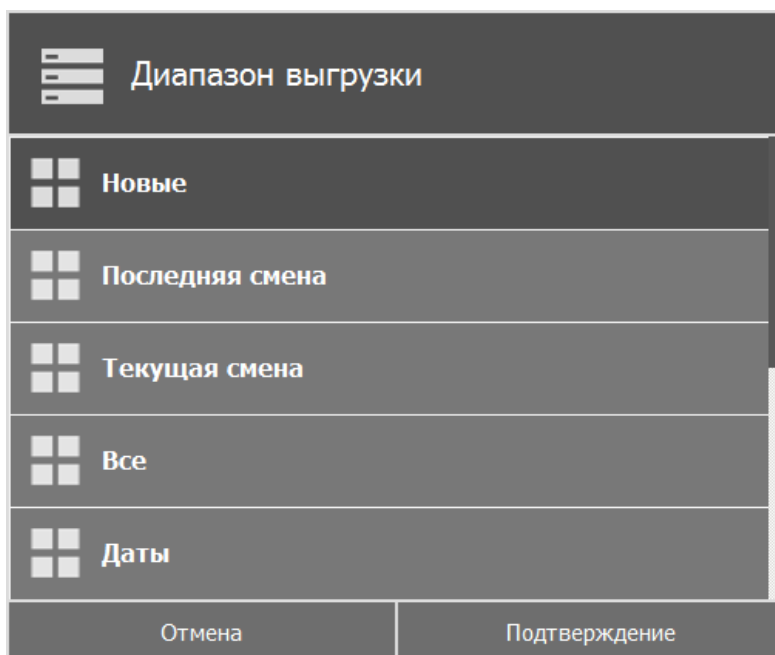 Диапазон выгрузки
Новые
Последняя смена
Текущая смена
Все
Даты
Отмена
Подтверждение